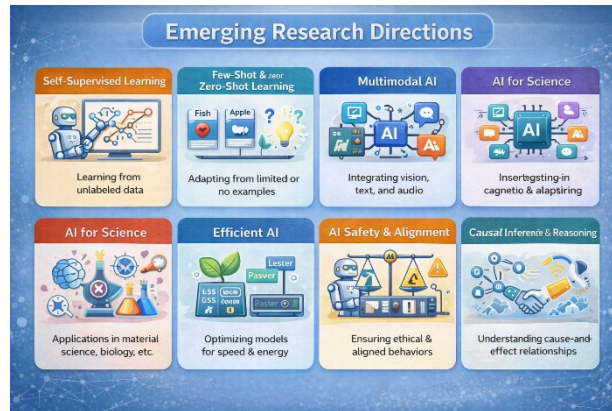 Emerging Research Directions
Self-Supervised Learning
Learning from
unlabeled data
Few-Shot & zeor
Zero-Shot Learning
Fish
Apple
? ?
Adapting from limited or
no examples
Multimodal AI
AI
A
Integrating vision,
text, and audio
AI for Science
AI
Insertegsting-in
cagnetio & alapsiring
AI for Science
Applications in material
science, biology, etc.
Efficient AI
Lester
Pasver
Easter
Optimizing models
for speed & energy
AI Safety & Alignment
Ensuring ethical &
aligned behaviors
Causal Inference & Reasoning
Understanding cause-and-
effect relationships